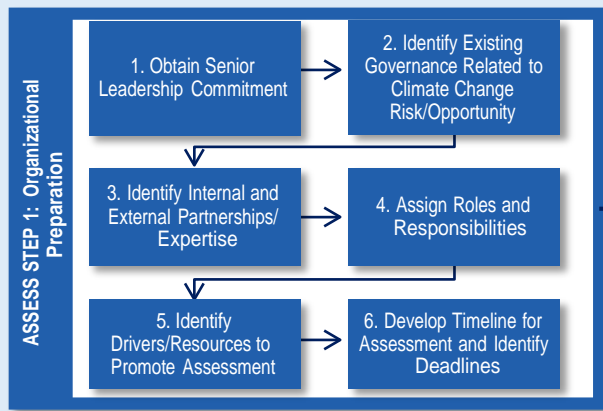 ASSESS STEP 1: Organizational
Preparation
1. Obtain Senior
Leadership Commitment
2. Identify Existing
Governance Related to
Climate Change
Risk/Opportunity
3. Identify Internal and
External Partnerships/
Expertise
4. Assign Roles and
Responsibilities
5. Identify
Drivers/Resources to
Promote Assessment
6. Develop Timeline for
Assessment and Identify
Deadlines